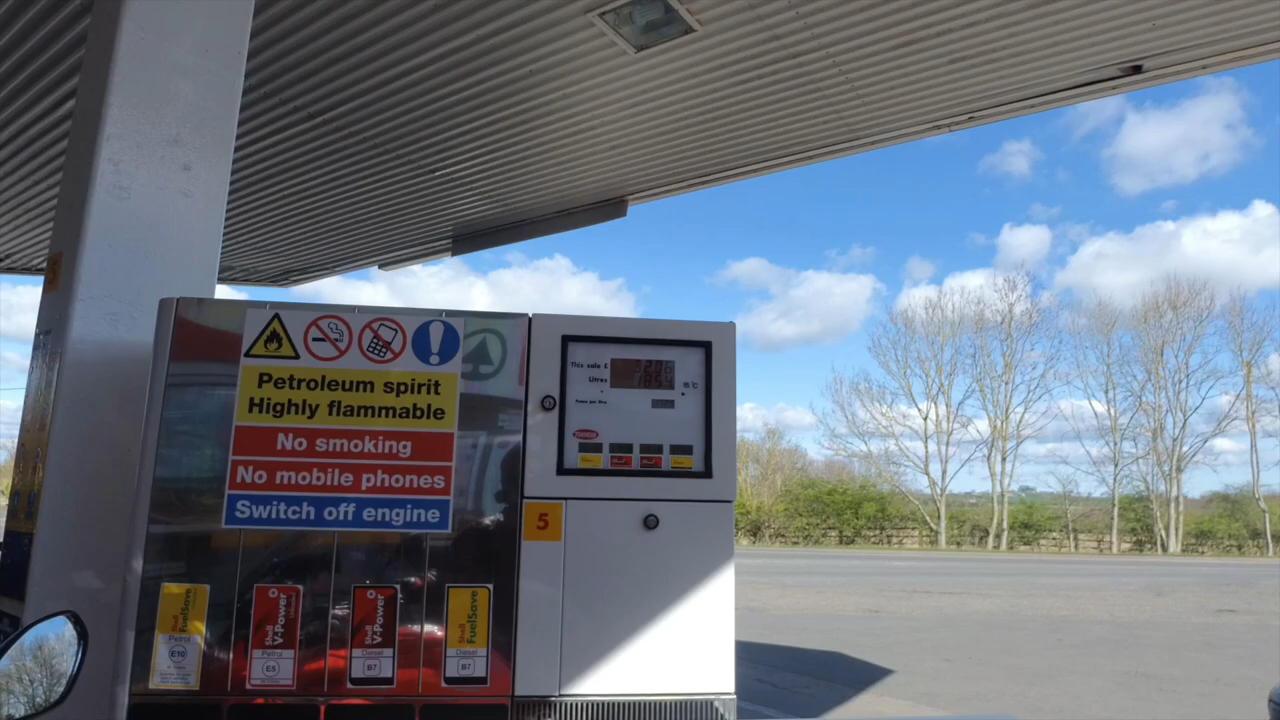 Petroleum spirit
Highly flammable
No smoking
No mobile phones
Switch off engine
This sale £
Litres
15°C
5
Shell
FuelSave
Petrol
E10
Shell
V-Power
Petrol
E5
Shell
V-Power
Diesel
B7
Shell
FuelSave
Diesel
B7